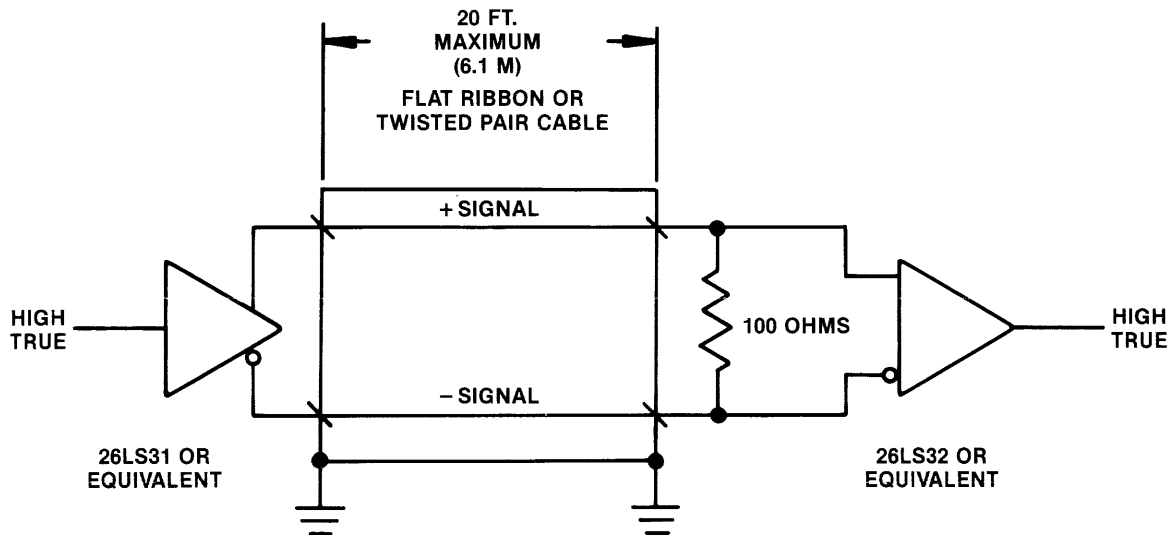 20 FT.
MAXIMUM
(6.1 M)
FLAT RIBBON OR
TWISTED PAIR CABLE
+ SIGNAL
HIGH
TRUE
100 OHMS
HIGH
TRUE
– SIGNAL
26LS31 OR
EQUIVALENT
26LS32 OR
EQUIVALENT